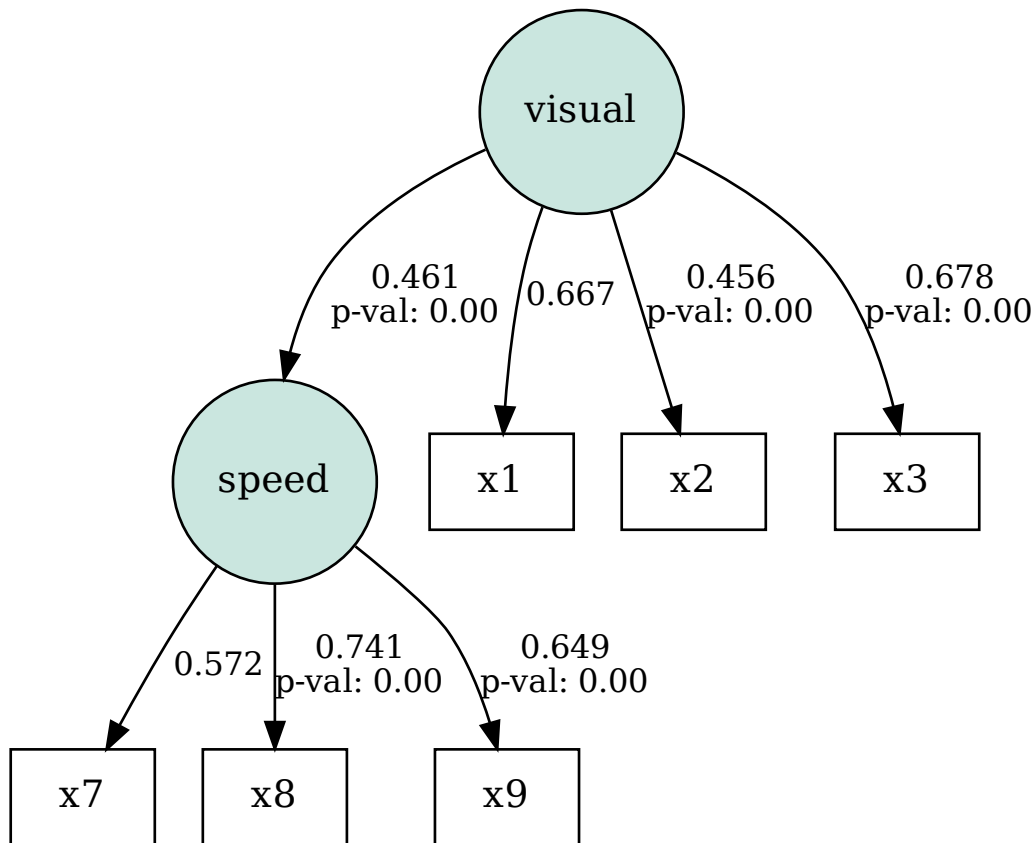 visual
0.461
p-val: 0.00
0.667
0.456
p-val: 0.00
0.678
p-val: 0.00
speed
x1
x2
x3
0.572
0.741
p-val: 0.00
0.649
p-val: 0.00
x7
x8
x9